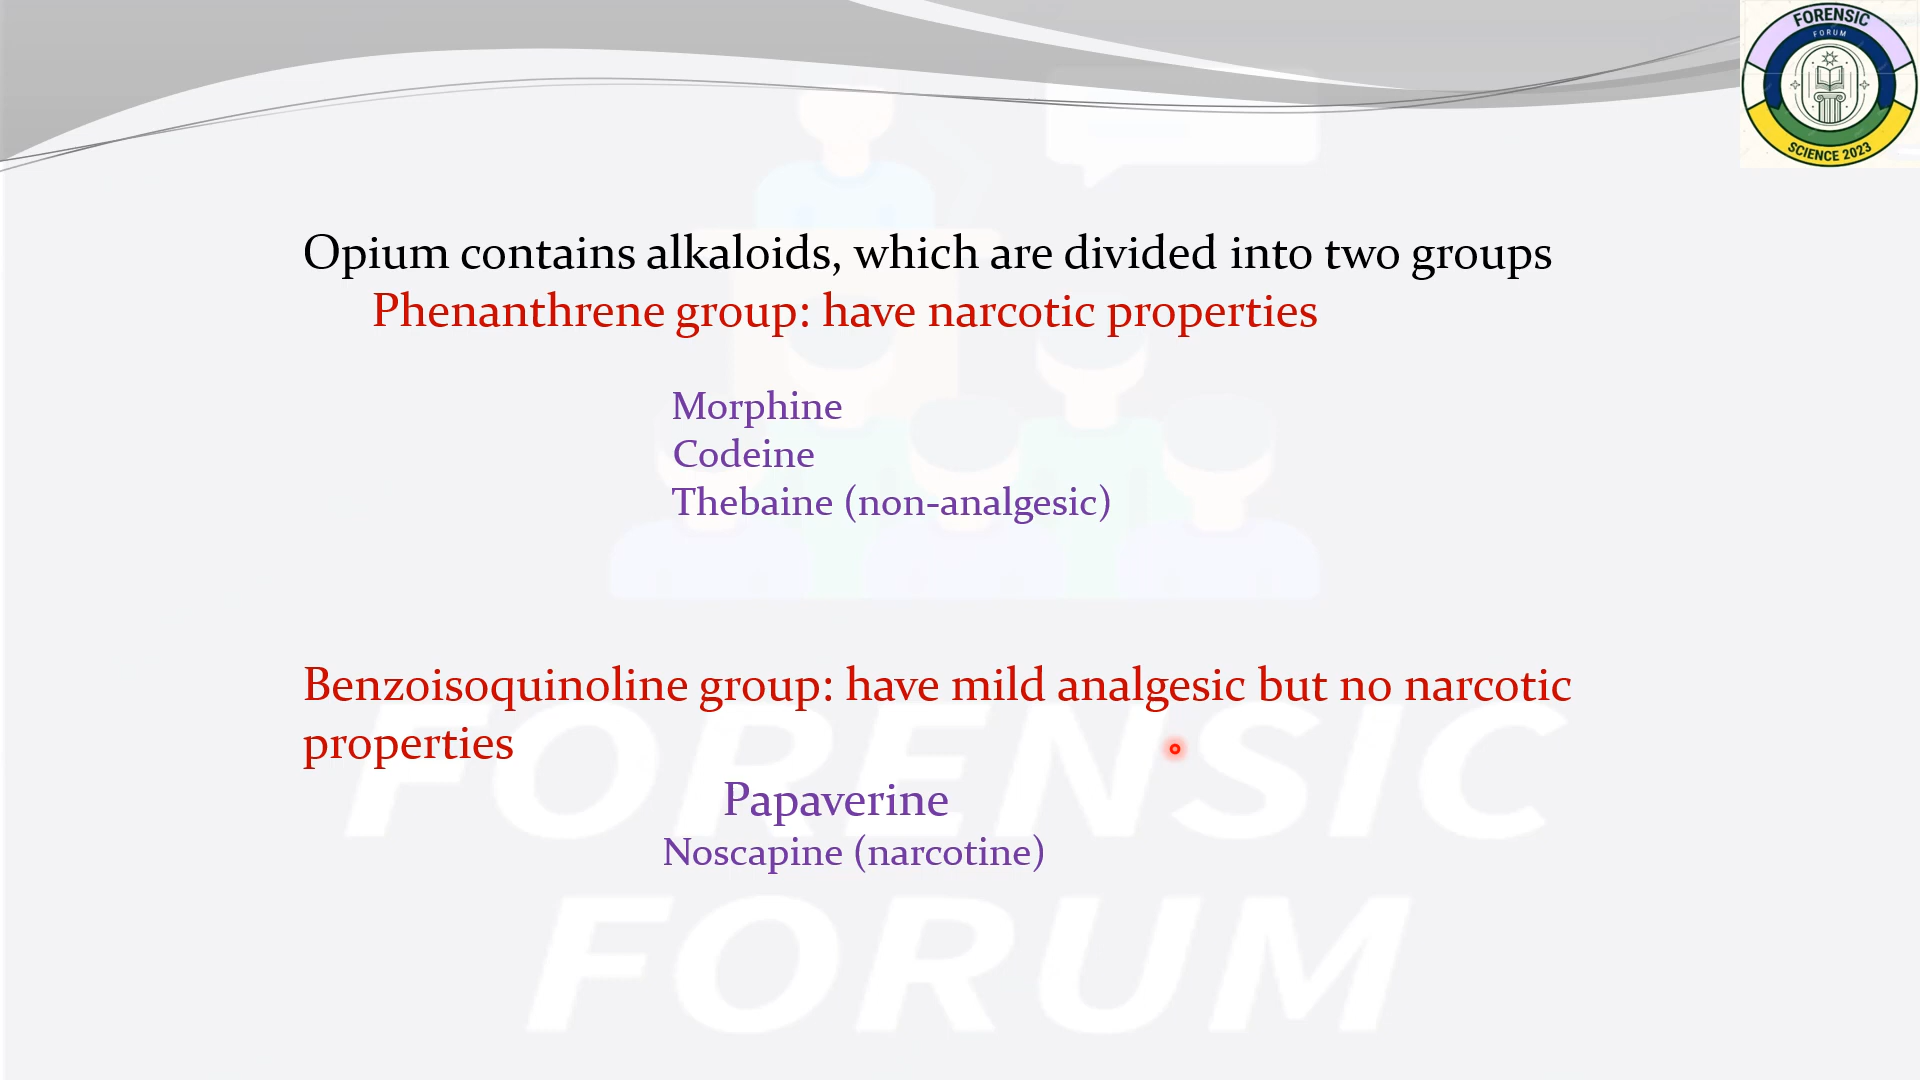 FORENSIC
FORUM
SCIENCE 2023
Opium contains alkaloids, which are divided into two groups
Phenanthrene group: have narcotic properties
Morphine
Codeine
Thebaine (non-analgesic)
Benzoisoquinoline group: have mild analgesic but no narcotic
properties
Papaverine
Noscapine (narcotine)
FORENSIC
FORUM